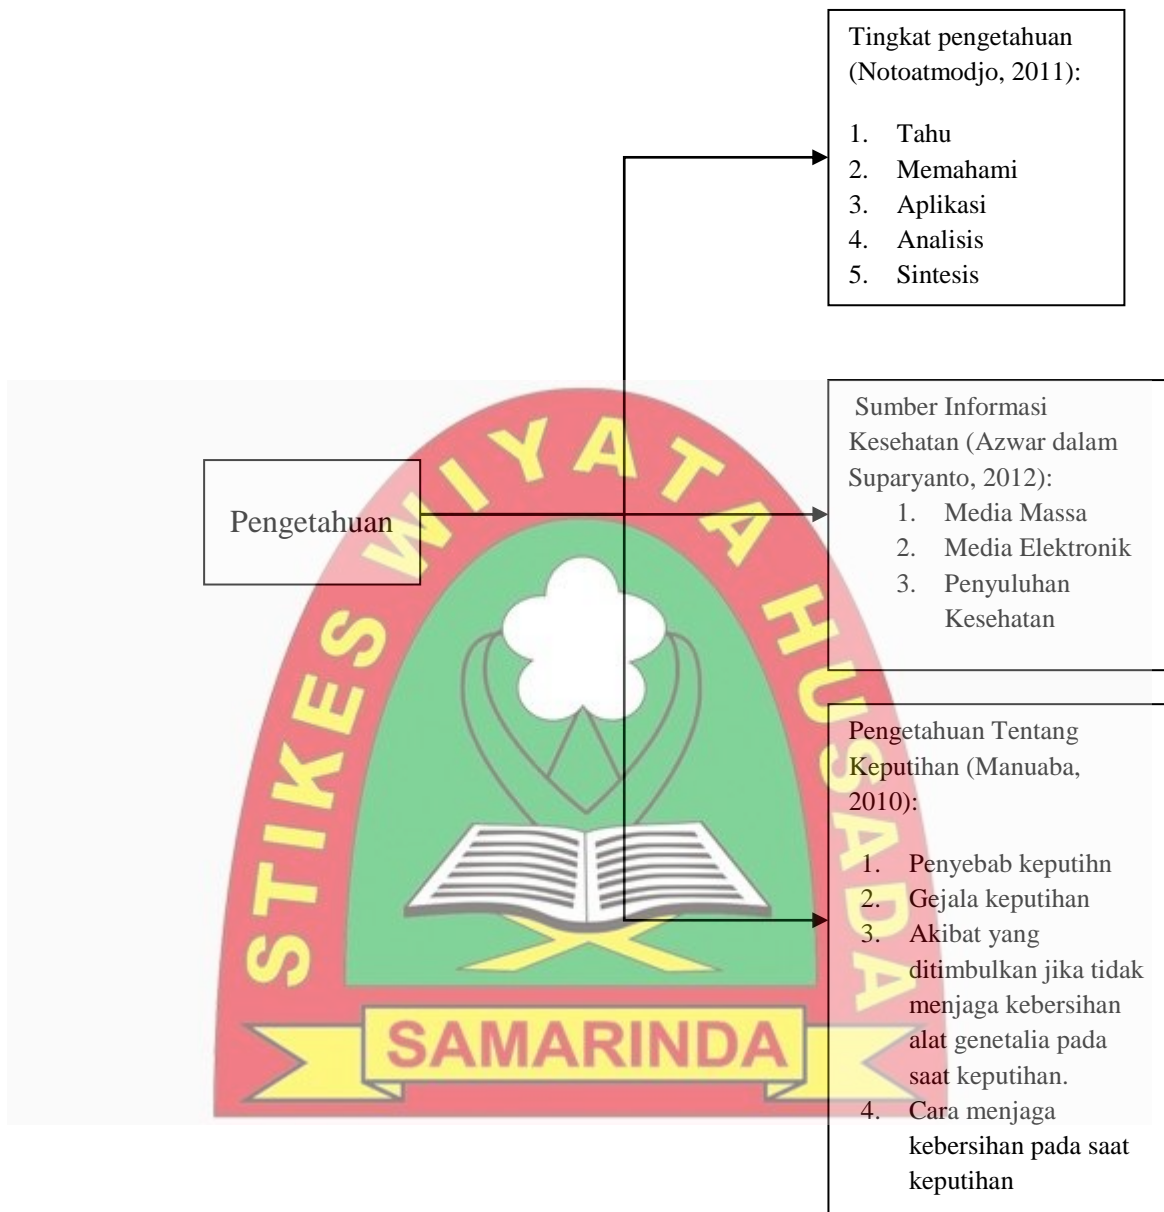 Tingkat pengetahuan
(Notoatmodjo, 2011):
1. Tahu
2. Memahami
3. Aplikasi
4. Analisis
5. Sintesis
Pengetahuan
Sumber Informasi
Kesehatan (Azwar dalam
Suparyanto, 2012):
1. Media Massa
2. Media Elektronik
3. Penyuluhan
Kesehatan
Pengetahuan Tentang
Keputihan (Manuaba,
2010):
1. Penyebab keputihn
2. Gejala keputihan
3. Akibat yang
ditimbulkan jika tidak
menjaga kebersihan
alat genetalia pada
saat keputihan.
4. Cara menjaga
kebersihan pada saat
keputihan
STIKES WIYATA HUSADA
SAMARINDA